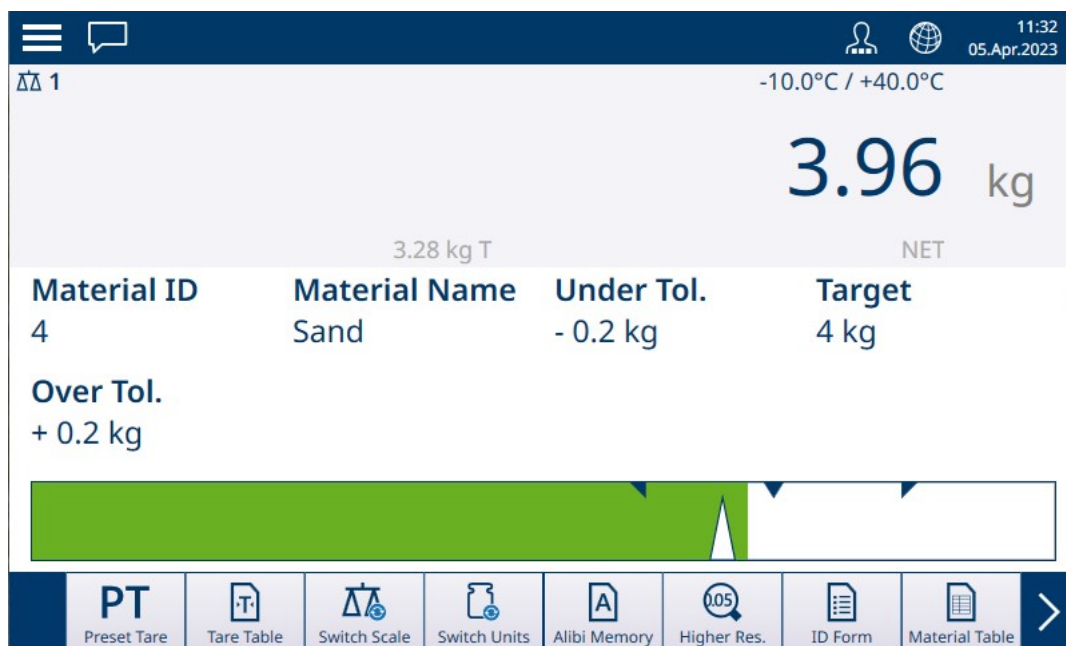 11:32
05.Apr.2023
1
-10.0°C / +40.0°C
3.96 kg
3.28 kg T NET
Material ID Material Name Under Tol. Target
4 Sand - 0.2 kg 4 kg
Over Tol.
+ 0.2 kg
PT ·T· A 0.05
Preset Tare Tare Table Switch Scale Switch Units Alibi Memory Higher Res. ID Form Material Table